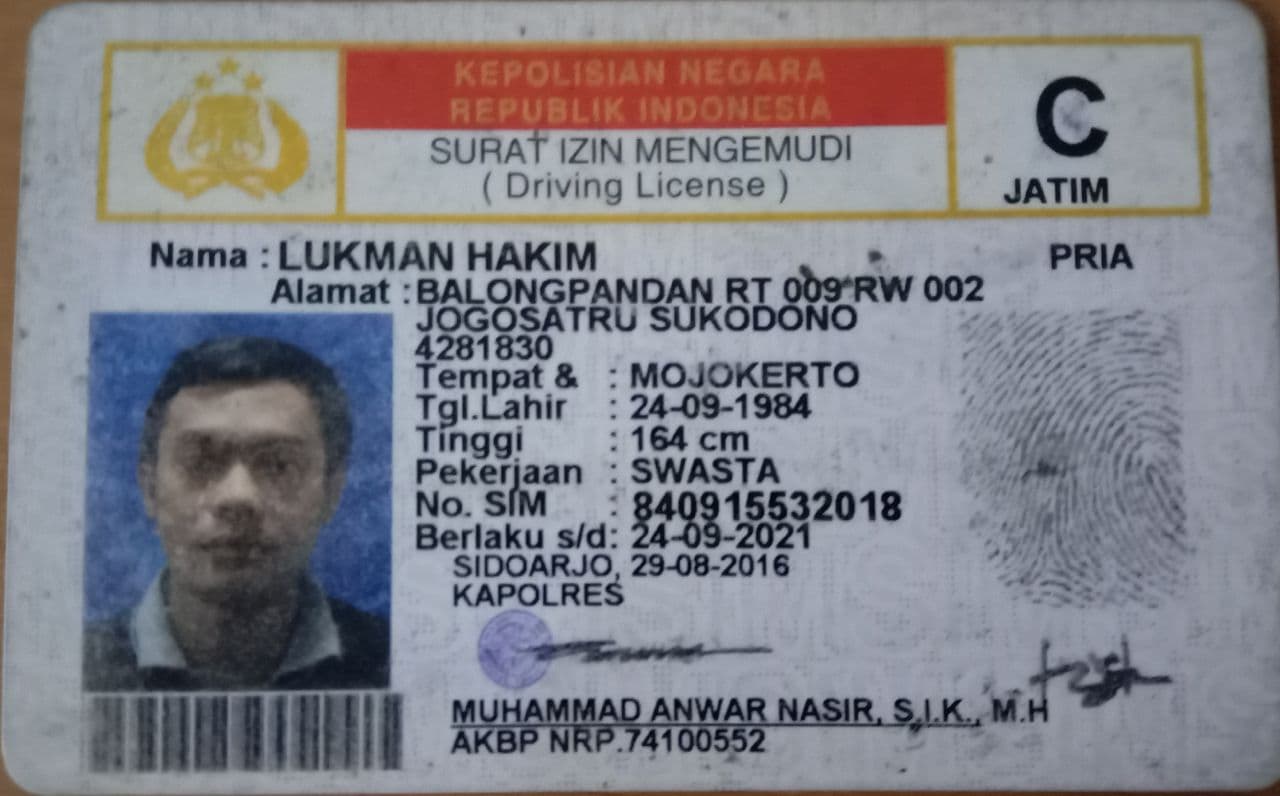 KEPOLISIAN NEGARA
REPUBLIK INDONESIA
SURAT IZIN MENGEMUDI
( Driving License )
C
JATIM
Nama : LUKMAN HAKIM
PRIA
Alamat : BALONGPANDAN RT 009 RW 002
JOGOSATRU SUKODONO
4281830
Tempat & : MOJOKERTO
Tgl.Lahir : 24-09-1984
Tinggi : 164 cm
Pekerjaan : SWASTA
No. SIM : 840915532018
Berlaku s/d: 24-09-2021
SIDOARJO, 29-08-2016
KAPOLRES
MUHAMMAD ANWAR NASIR, S.I.K., M.H
AKBP NRP.74100552